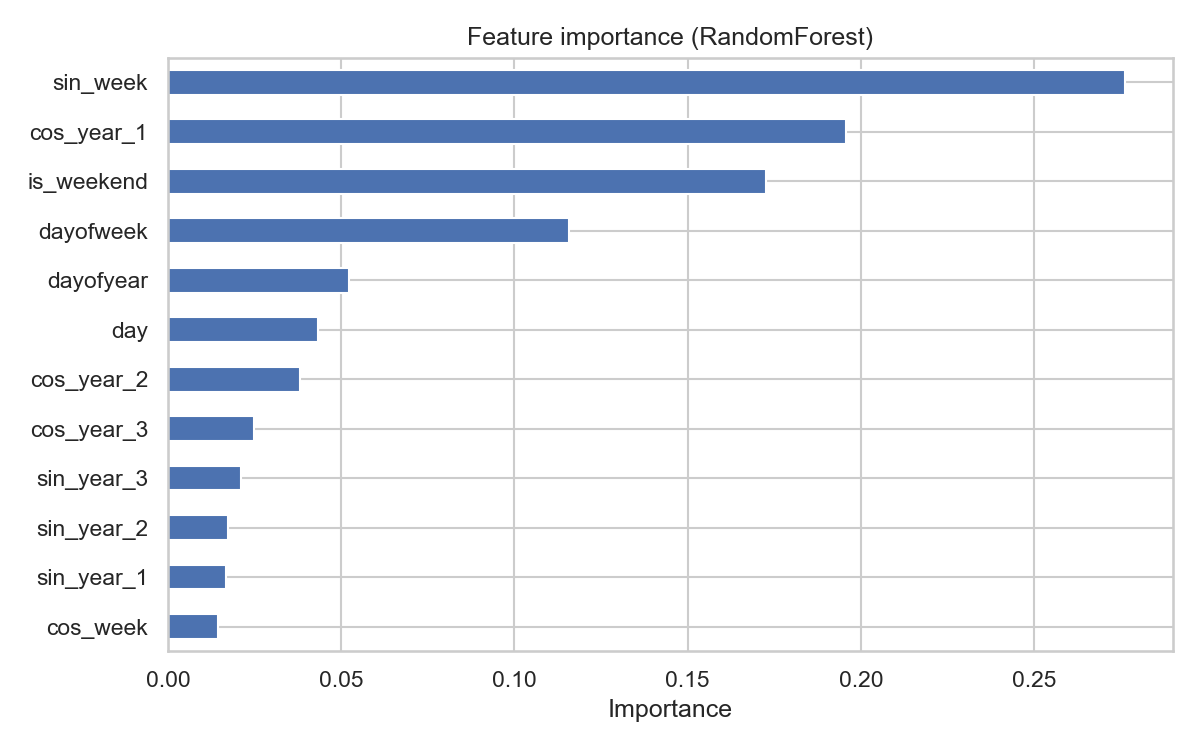 Feature importance (RandomForest)
sin_week
cos_year_1
is_weekend
dayofweek
dayofyear
day
cos_year_2
cos_year_3
sin_year_3
sin_year_2
sin_year_1
cos_week
0.00 0.05 0.10 0.15 0.20 0.25
Importance